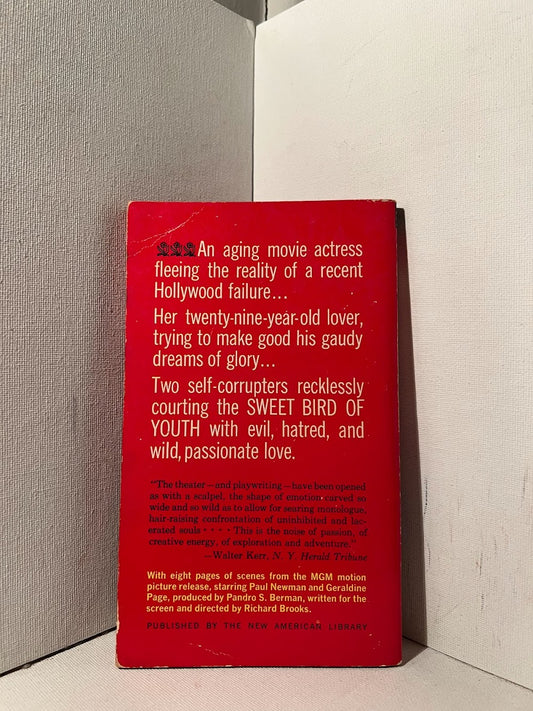 An aging movie actress
fleeing the reality of a recent
Hollywood failure...
Her twenty-nine-year-old lover,
trying to make good his gaudy
dreams of glory...
Two self-corrupters recklessly
courting the SWEET BIRD OF
YOUTH with evil, hatred, and
wild, passionate love.
"The theater—and playwriting—have been opened
as with a scalpel, the shape of emotion carved so
wide and so wild as to allow for searing monologue,
hair-raising confrontation of uninhibited and lac-
erated souls • • • • This is the noise of passion, of
creative energy, of exploration and adventure."
—Walter Kerr, N. Y. Herald Tribune
With eight pages of scenes from the MGM motion
picture release, starring Paul Newman and Geraldine
Page, produced by Pandro S. Berman, written for the
screen and directed by Richard Brooks.
PUBLISHED BY THE NEW AMERICAN LIBRARY